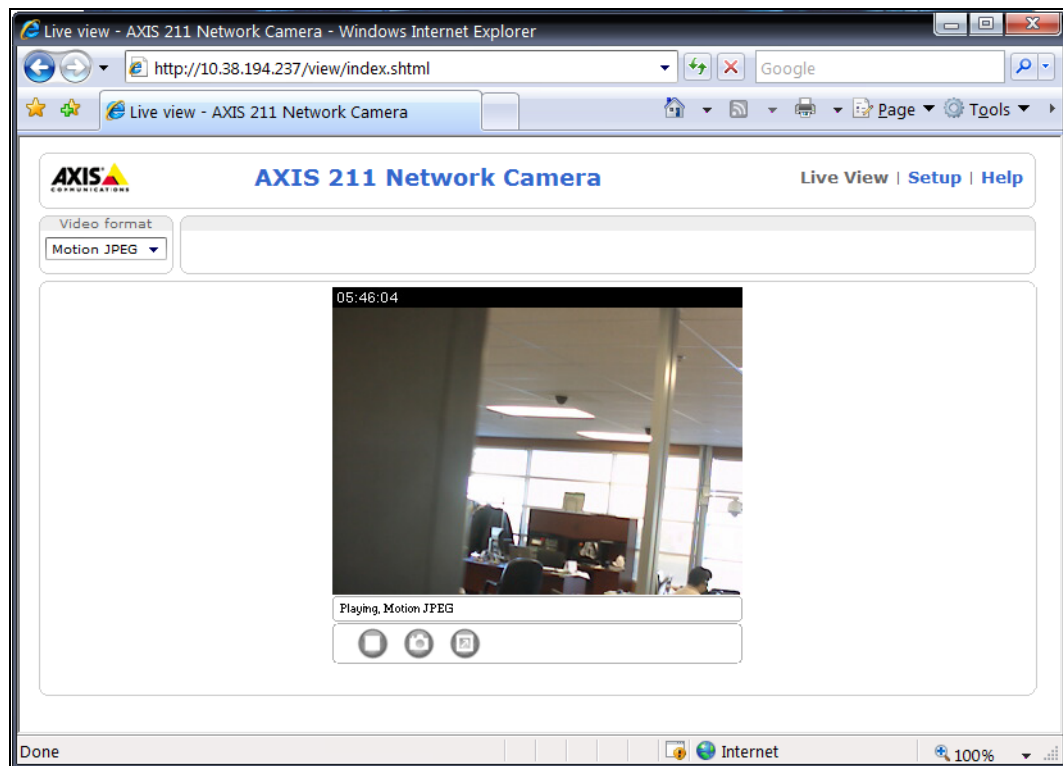 Live view - AXIS 211 Network Camera - Windows Internet Explorer
http://10.38.194.237/view/index.shtml
Google
Live view - AXIS 211 Network Camera
Page
Tools
AXIS
COMMUNICATIONS
AXIS 211 Network Camera
Live View | Setup | Help
Video format
Motion JPEG
05:46:04
Playing, Motion JPEG
Done
Internet
100%